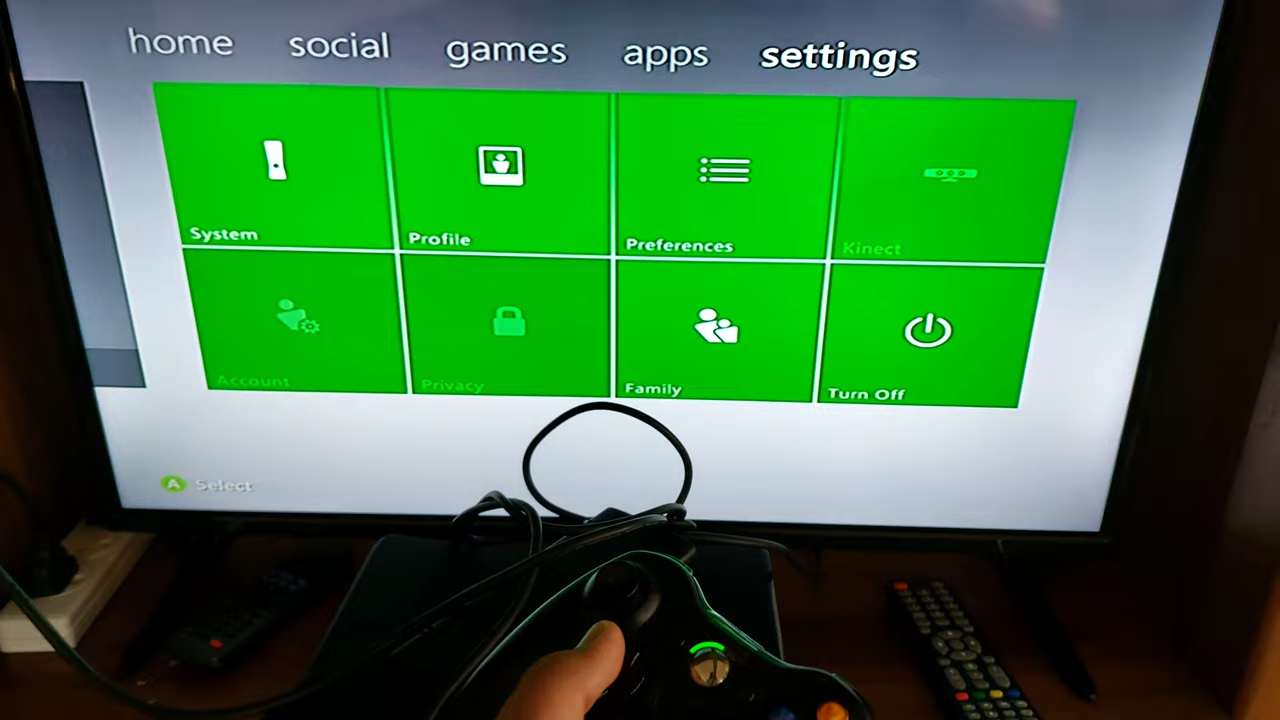 home social games apps settings
System Profile Preferences Kinect
Account Privacy Family Turn Off
A Select